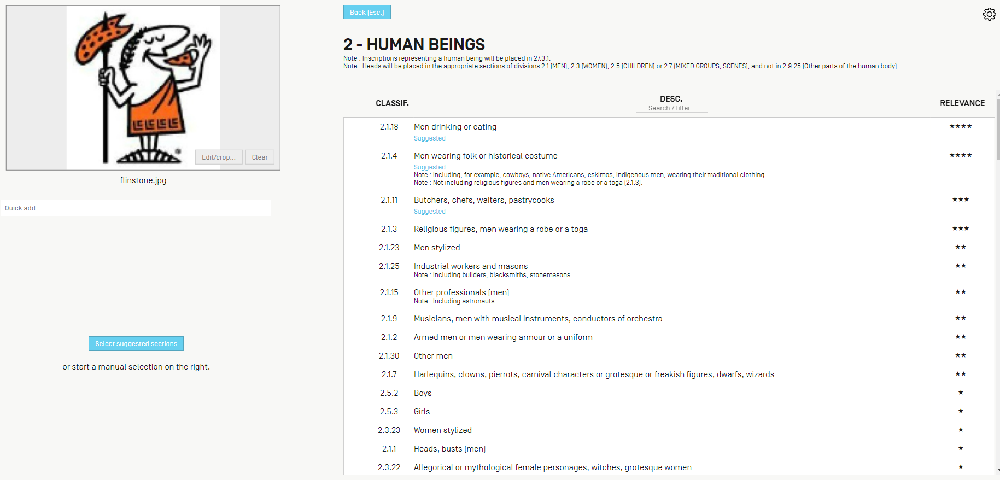 Edit/crop...
Clear
flinstone.jpg
Quick add...
Select suggested sections
or start a manual selection on the right.
Back [Esc.]
2 - HUMAN BEINGS
Note : Inscriptions representing a human being will be placed in 27.3.1.
Note : Heads will be placed in the appropriate sections of divisions 2.1 [MEN], 2.3 [WOMEN], 2.5 [CHILDREN] or 2.7 [MIXED GROUPS, SCENES], and not in 2.9.25 [Other parts of the human body].
CLASSIF. DESC. RELEVANCE
Search / filter...
2.1.18 Men drinking or eating ★★★★
Suggested
2.1.4 Men wearing folk or historical costume ★★★★
Suggested
Note : Including, for example, cowboys, native Americans, eskimos, indigenous men, wearing their traditional clothing.
Note : Not including religious figures and men wearing a robe or a toga [2.1.3].
2.1.11 Butchers, chefs, waiters, pastrycooks ★★★
Suggested
2.1.3 Religious figures, men wearing a robe or a toga ★★★
2.1.23 Men stylized ★★
2.1.25 Industrial workers and masons ★★
Note : Including builders, blacksmiths, stonemasons.
2.1.15 Other professionals [men] ★★
Note : Including astronauts.
2.1.9 Musicians, men with musical instruments, conductors of orchestra ★★
2.1.2 Armed men or men wearing armour or a uniform ★★
2.1.30 Other men ★★
2.1.7 Harlequins, clowns, pierrots, carnival characters or grotesque or freakish figures, dwarfs, wizards ★★
2.5.2 Boys ★
2.5.3 Girls ★
2.3.23 Women stylized ★
2.1.1 Heads, busts [men] ★
2.3.22 Allegorical or mythological female personages, witches, grotesque women ★